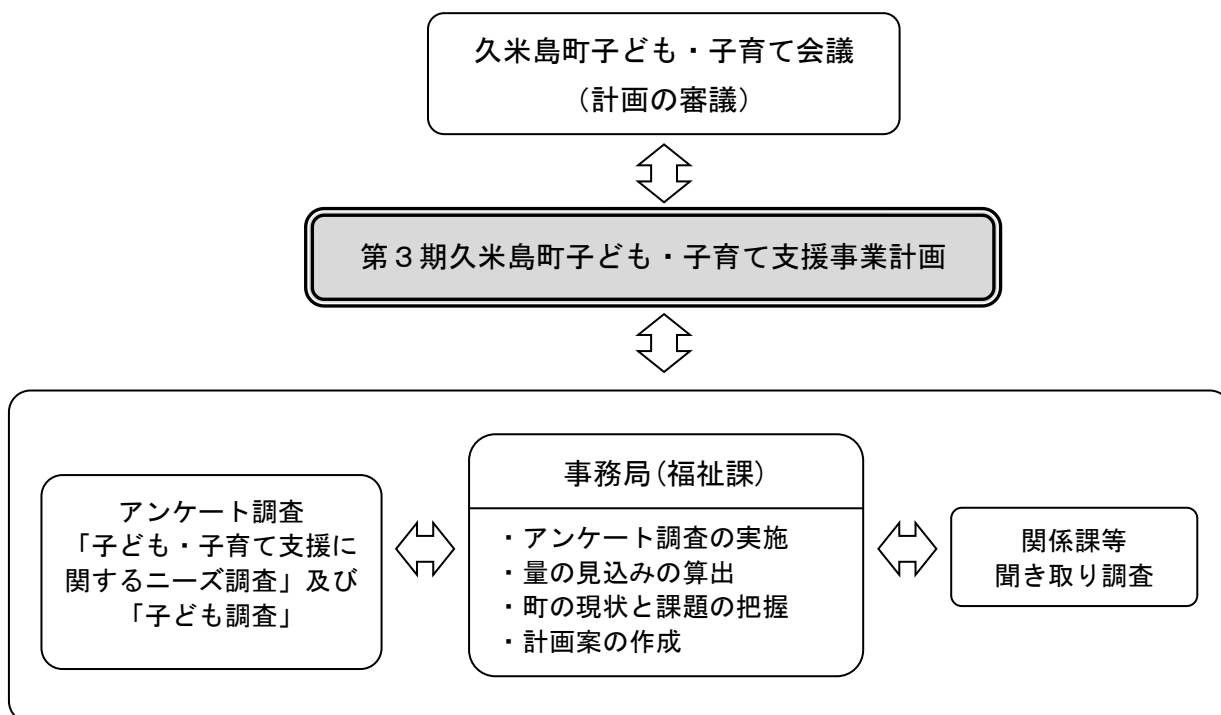 久米島町子ども・子育て会議
（計画の審議）
第３期久米島町子ども・子育て支援事業計画
アンケート調査
「子ども・子育て支援に
関するニーズ調査」及び
「子ども調査」
事務局(福祉課)
・アンケート調査の実施
・量の見込みの算出
・町の現状と課題の把握
・計画案の作成
関係課等
聞き取り調査